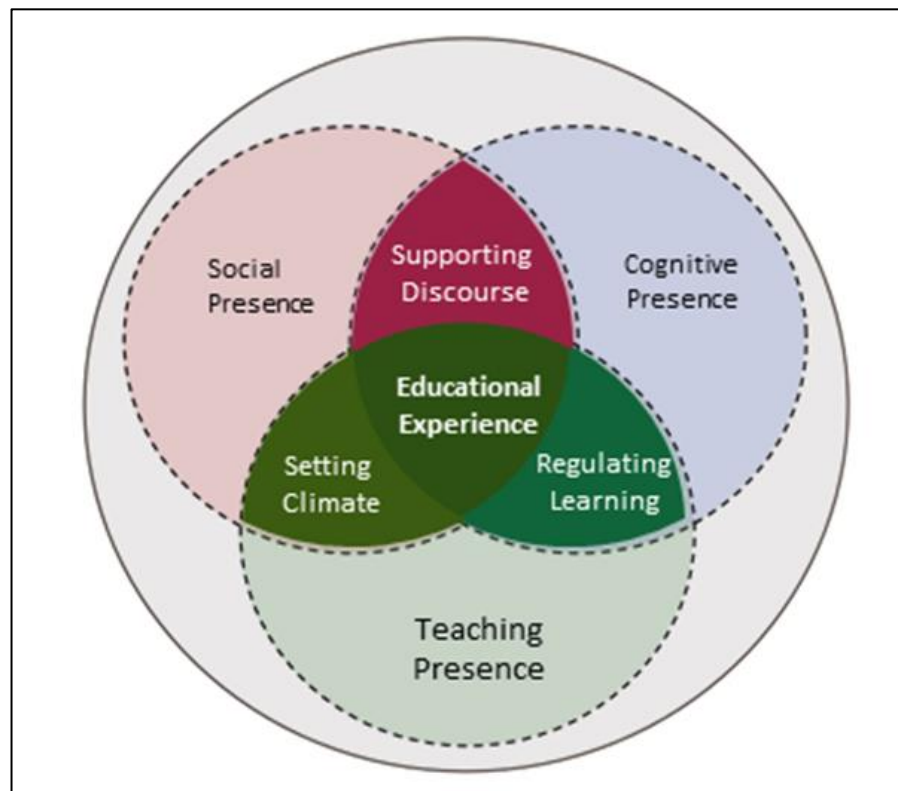 Social
Presence
Supporting
Discourse
Cognitive
Presence
Educational
Experience
Setting
Climate
Regulating
Learning
Teaching
Presence